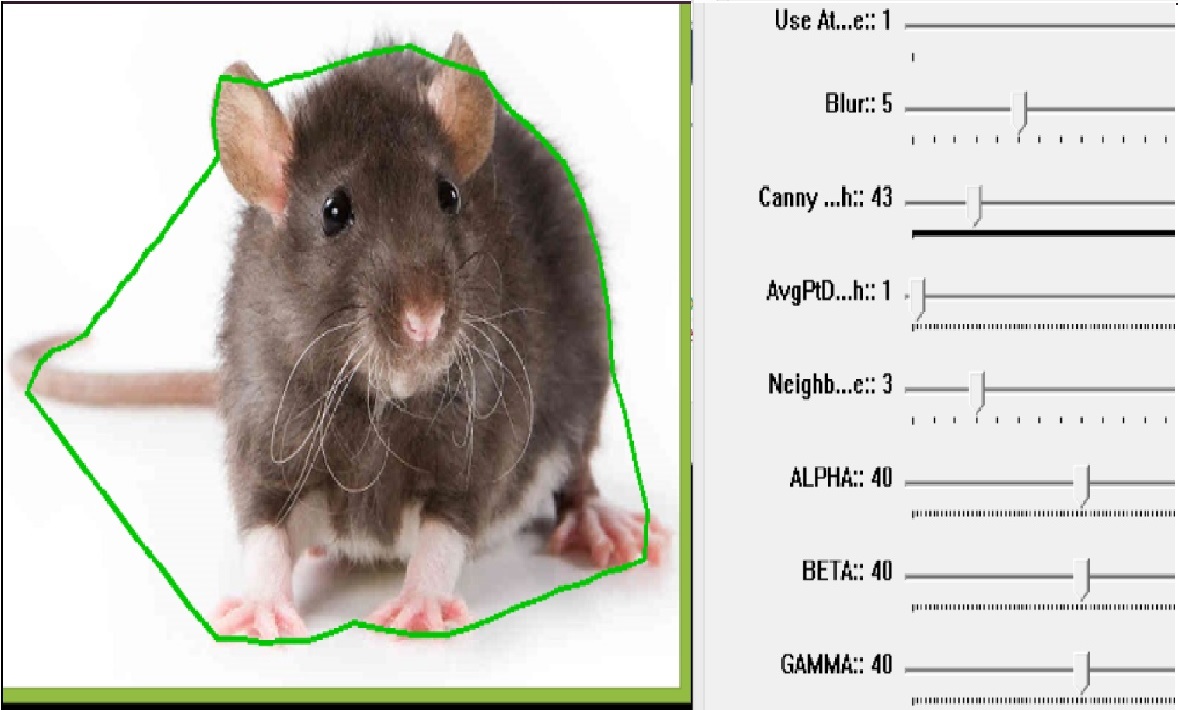 Use At...e:: 1
Blur:: 5
Canny ...h:: 43
AvgPtD...h:: 1
Neighb...e:: 3
ALPHA:: 40
BETA:: 40
GAMMA:: 40